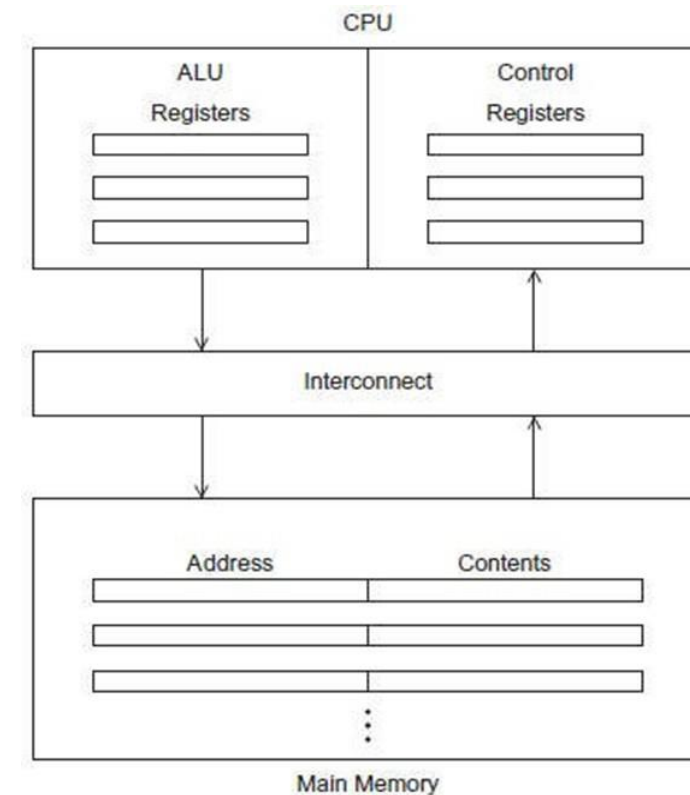 CPU
ALU
Control
Registers
Registers
Interconnect
Address
Contents
Main Memory